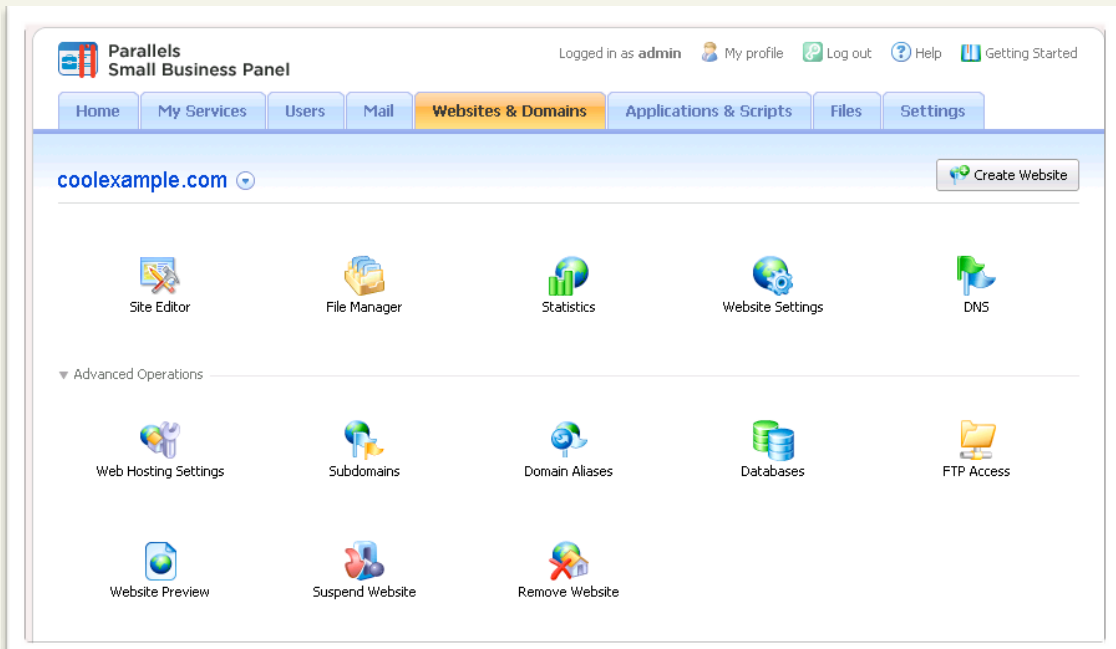 Parallels
Small Business Panel
Logged in as admin My profile Log out Help Getting Started
Home My Services Users Mail Websites & Domains Applications & Scripts Files Settings
coolexample.com Create Website
Site Editor File Manager Statistics Website Settings DNS
Advanced Operations
Web Hosting Settings Subdomains Domain Aliases Databases FTP Access
Website Preview Suspend Website Remove Website